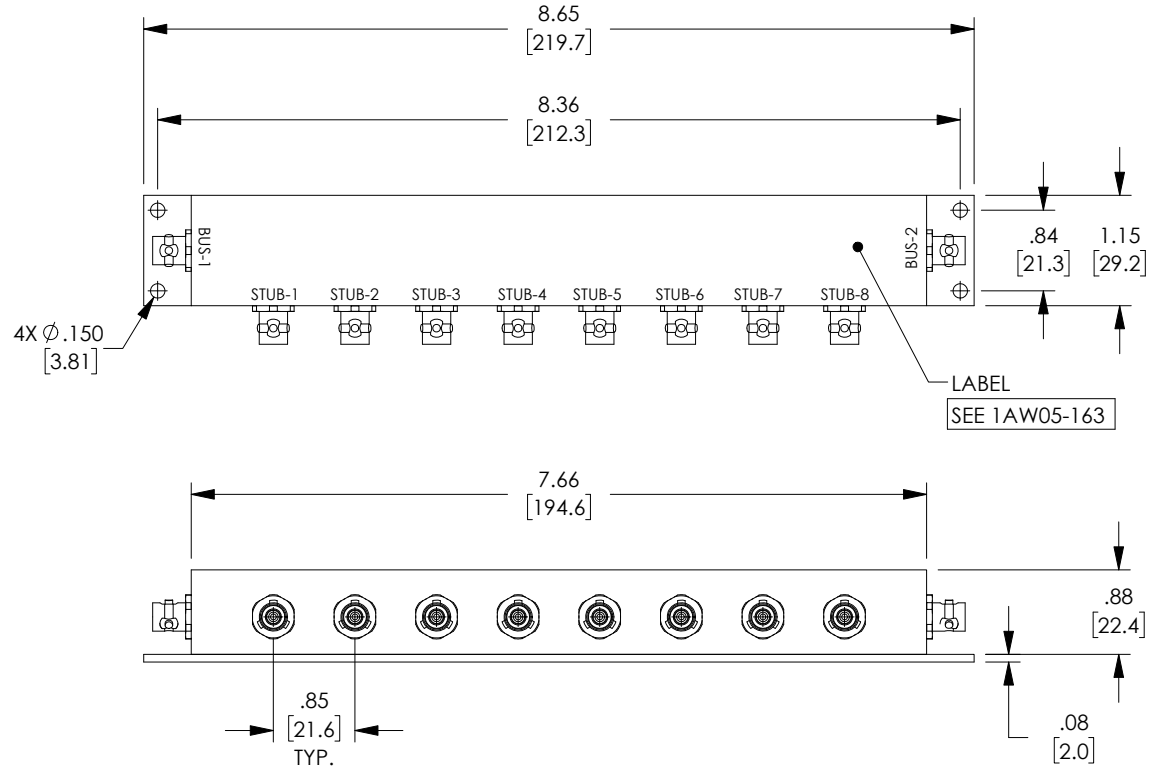 8.65
[219.7]
8.36
[212.3]
BUS-1
BUS-2
.84
[21.3]
1.15
[29.2]
STUB-1 STUB-2 STUB-3 STUB-4 STUB-5 STUB-6 STUB-7 STUB-8
4X ∅ .150
[3.81]
LABEL
SEE 1AW05-163
7.66
[194.6]
.88
[22.4]
.85
[21.6]
TYP.
.08
[2.0]